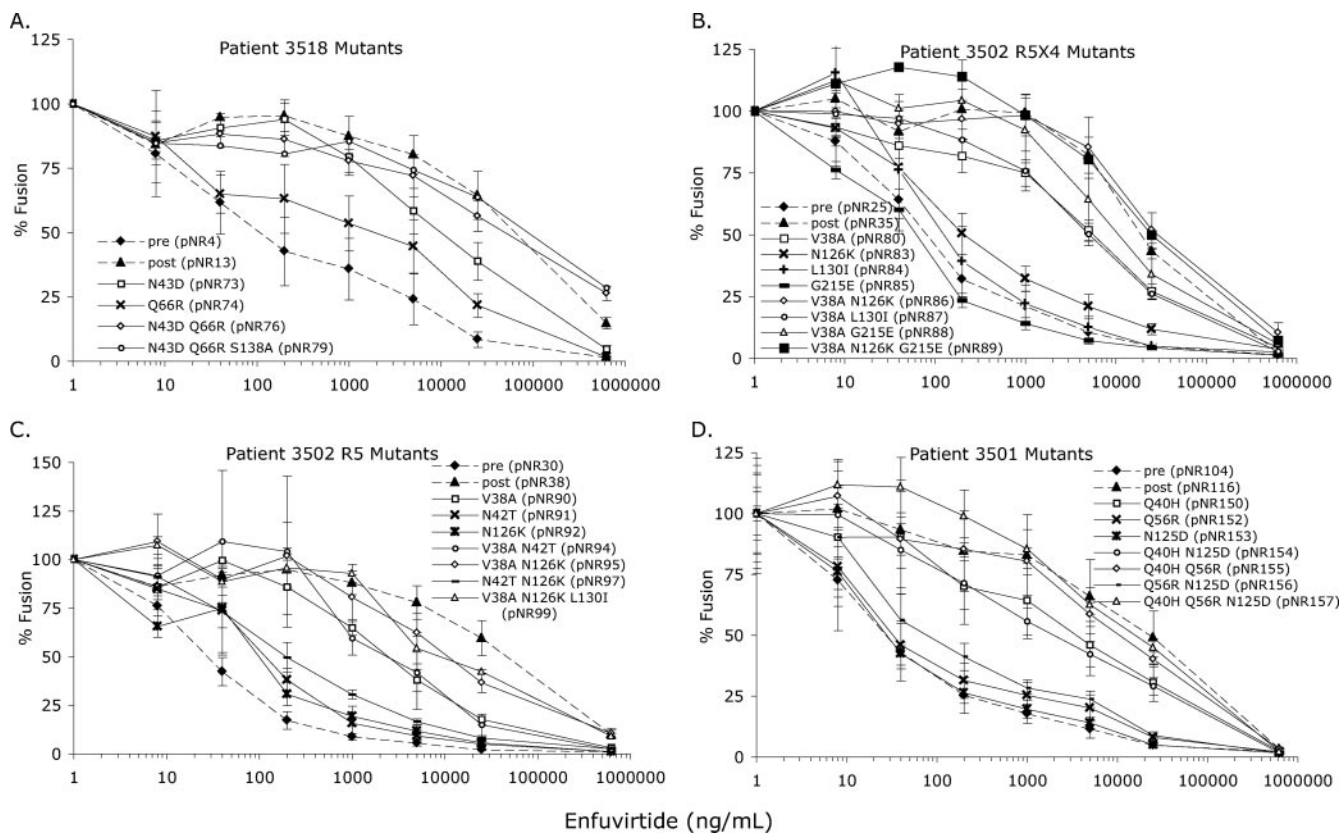 A.
Patient 3518 Mutants
125
100
75
50
25
0
% Fusion
pre (pNR4)
post (pNR13)
N43D (pNR73)
Q66R (pNR74)
N43D Q66R (pNR76)
N43D Q66R S138A (pNR79)
1 10 100 1000 10000 100000 1000000
B.
Patient 3502 R5X4 Mutants
125
100
75
50
25
0
% Fusion
pre (pNR25)
post (pNR35)
V38A (pNR80)
N126K (pNR83)
L130I (pNR84)
G215E (pNR85)
V38A N126K (pNR86)
V38A L130I (pNR87)
V38A G215E (pNR88)
V38A N126K G215E (pNR89)
1 10 100 1000 10000 100000 1000000
C.
Patient 3502 R5 Mutants
150
125
100
75
50
25
0
% Fusion
pre (pNR30)
post (pNR38)
V38A (pNR90)
N42T (pNR91)
N126K (pNR92)
V38A N42T (pNR94)
V38A N126K (pNR95)
N42T N126K (pNR97)
V38A N126K L130I
(pNR99)
1 10 100 1000 10000 100000 1000000
D.
Patient 3501 Mutants
125
100
75
50
25
0
% Fusion
pre (pNR104)
post (pNR116)
Q40H (pNR150)
Q56R (pNR152)
N125D (pNR153)
Q40H N125D (pNR154)
Q40H Q56R (pNR155)
Q56R N125D (pNR156)
Q40H Q56R N125D (pNR157)
1 10 100 1000 10000 100000 1000000
Enfuvirtide (ng/mL)